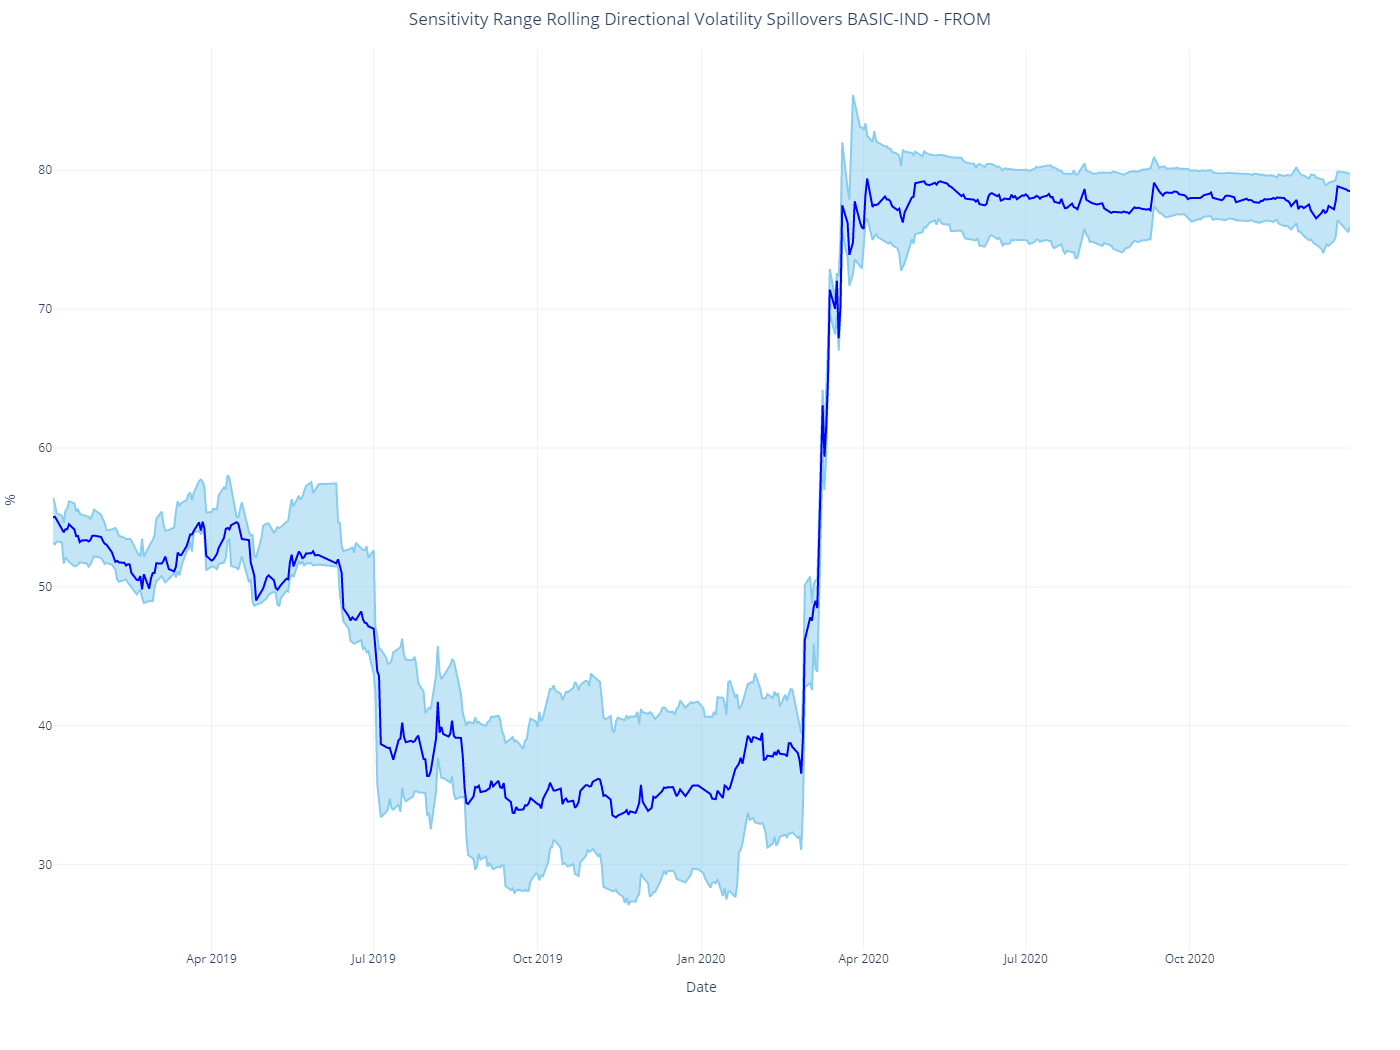 Sensitivity Range Rolling Directional Volatility Spillovers BASIC-IND - FROM
80
70
60
50
40
30
%
Apr 2019
Jul 2019
Oct 2019
Jan 2020
Apr 2020
Jul 2020
Oct 2020
Date